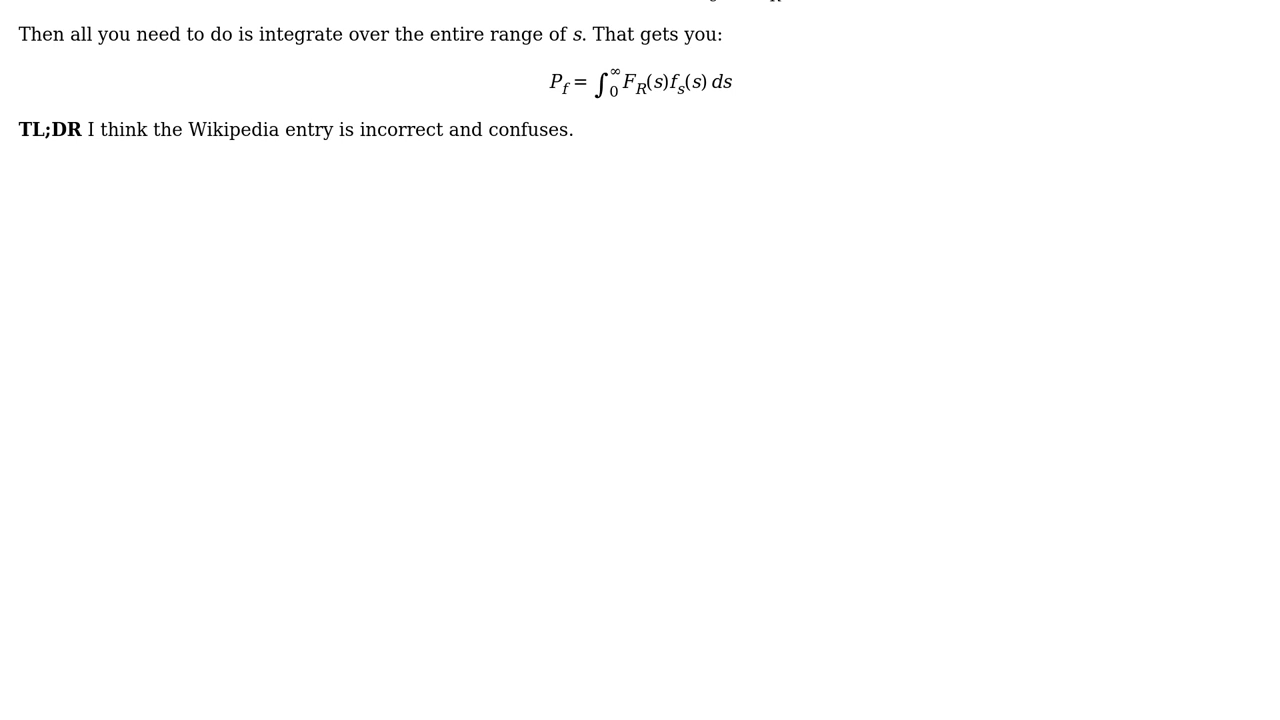 Then all you need to do is integrate over the entire range of s. That gets you:
P_f = ∫_0^∞ F_R(s)f_s(s) ds
TL;DR I think the Wikipedia entry is incorrect and confuses.